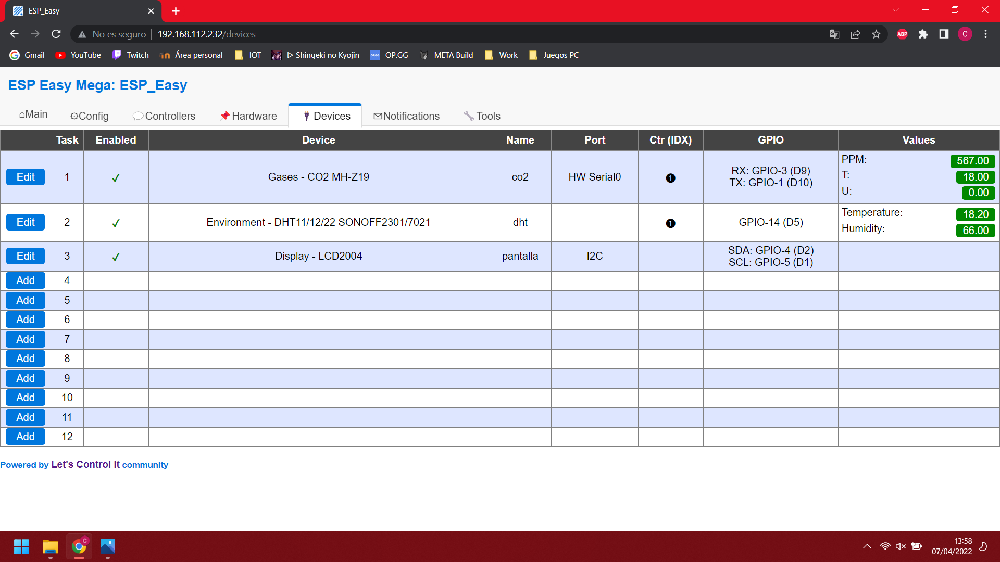 ESP_Easy
No es seguro | 192.168.112.232/devices
ABP
C
Gmail YouTube Twitch Área personal IOT ▷ Shingeki no Kyojin OP.GG META Build Work Juegos PC
ESP Easy Mega: ESP_Easy
Main Config Controllers Hardware Devices Notifications Tools
Task Enabled Device Name Port Ctr (IDX) GPIO Values
Edit 1 ✓ Gases - CO2 MH-Z19 co2 HW Serial0 ❶ RX: GPIO-3 (D9)
TX: GPIO-1 (D10)
PPM: 567.00
T: 18.00
U: 0.00
Edit 2 ✓ Environment - DHT11/12/22 SONOFF2301/7021 dht ❶ GPIO-14 (D5)
Temperature: 18.20
Humidity: 66.00
Edit 3 ✓ Display - LCD2004 pantalla I2C SDA: GPIO-4 (D2)
SCL: GPIO-5 (D1)
Add 4
Add 5
Add 6
Add 7
Add 8
Add 9
Add 10
Add 11
Add 12
Powered by Let's Control It community
C
13:58
07/04/2022